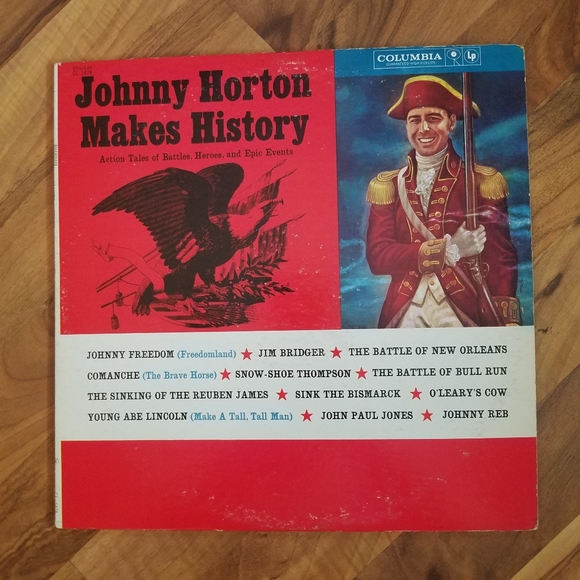 COLUMBIA
GUARANTEED HIGH FIDELITY
LP
Johnny Horton
Makes History
Action Tales of Battles, Heroes, and Epic Events
JOHNNY FREEDOM (Freedomland) ★ JIM BRIDGER ★ THE BATTLE OF NEW ORLEANS
COMANCHE (The Brave Horse) ★ SNOW-SHOE THOMPSON ★ THE BATTLE OF BULL RUN
THE SINKING OF THE REUBEN JAMES ★ SINK THE BISMARCK ★ O'LEARY'S COW
YOUNG ABE LINCOLN (Make A Tall, Tall Man) ★ JOHN PAUL JONES ★ JOHNNY REB